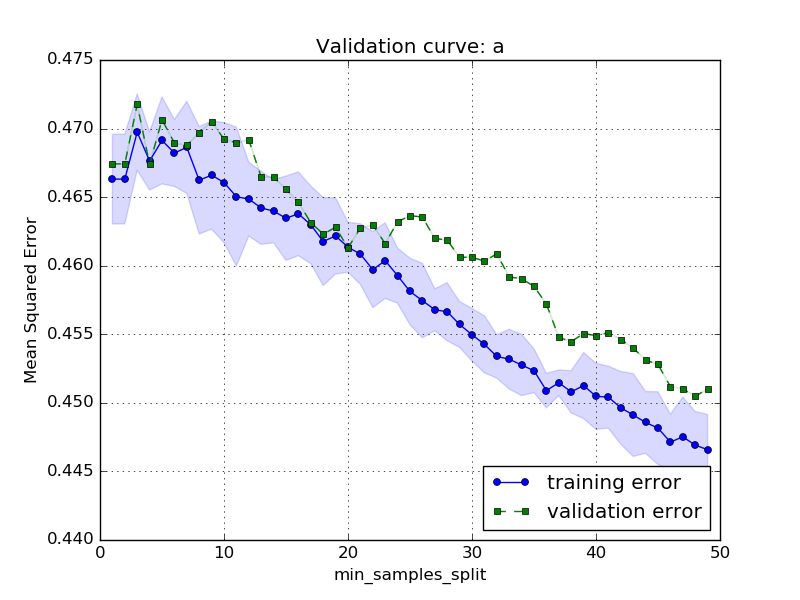 Validation curve: a
Mean Squared Error
0.475
0.470
0.465
0.460
0.455
0.450
0.445
0.440
0 10 20 30 40 50
min_samples_split
training error
validation error